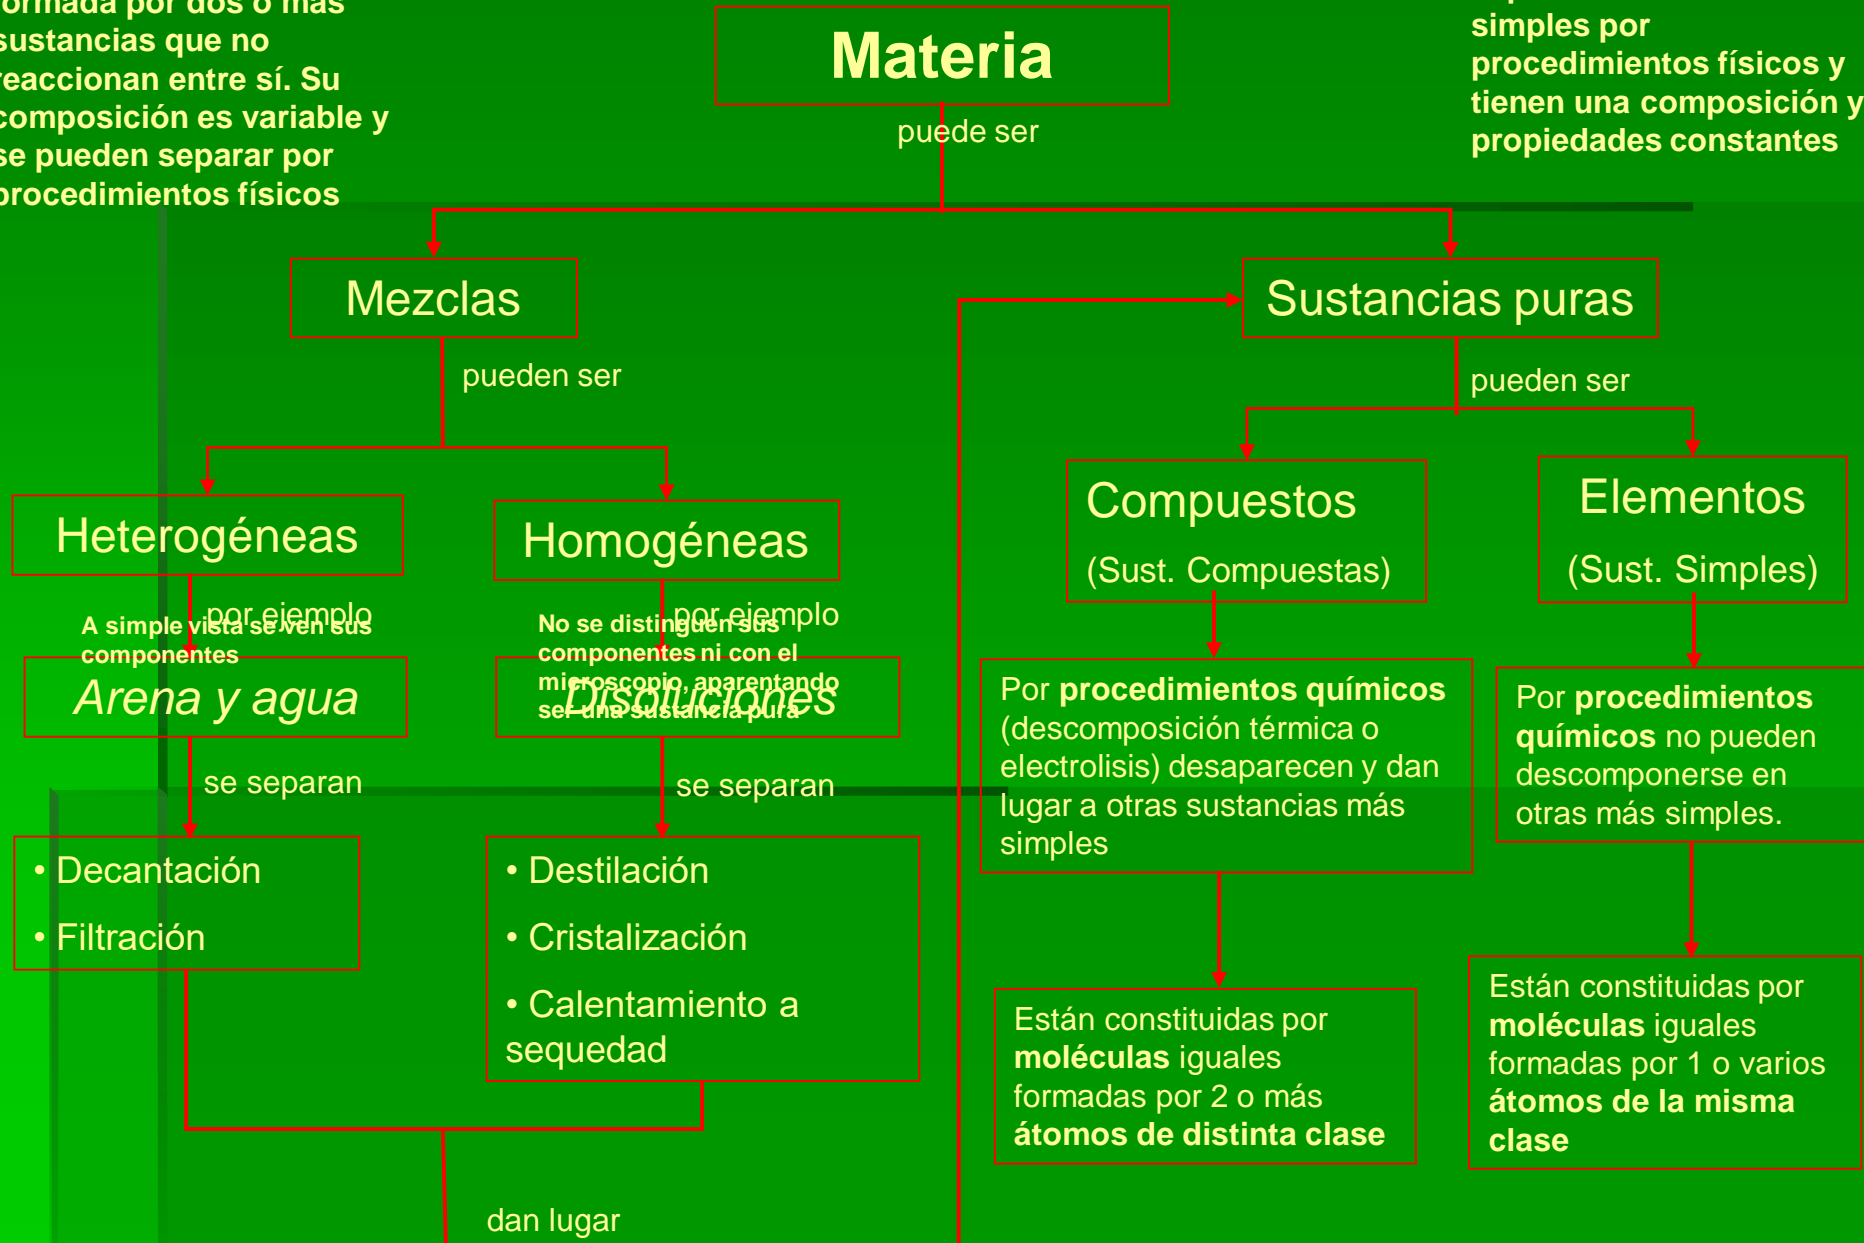 formada por dos o más
sustancias que no
reaccionan entre sí. Su
composición es variable y
se pueden separar por
procedimientos físicos
Materia
simples por
procedimientos físicos y
tienen una composición y
propiedades constantes
puede ser
Mezclas
Sustancias puras
pueden ser
pueden ser
Heterogéneas
Homogéneas
Compuestos
(Sust. Compuestas)
Elementos
(Sust. Simples)
por ejemplo
A simple vista se ven sus
componentes
Arena y agua
por ejemplo
No se distinguen sus
componentes ni con el
microscopio, aparentando
ser una sustancia pura
Disoluciones
se separan
se separan
• Decantación
• Filtración
• Destilación
• Cristalización
• Calentamiento a
sequedad
Por procedimientos químicos
(descomposición térmica o
electrolisis) desaparecen y dan
lugar a otras sustancias más
simples
Por procedimientos
químicos no pueden
descomponerse en
otras más simples.
Están constituidas por
moléculas iguales
formadas por 2 o más
átomos de distinta clase
Están constituidas por
moléculas iguales
formadas por 1 o varios
átomos de la misma
clase
dan lugar